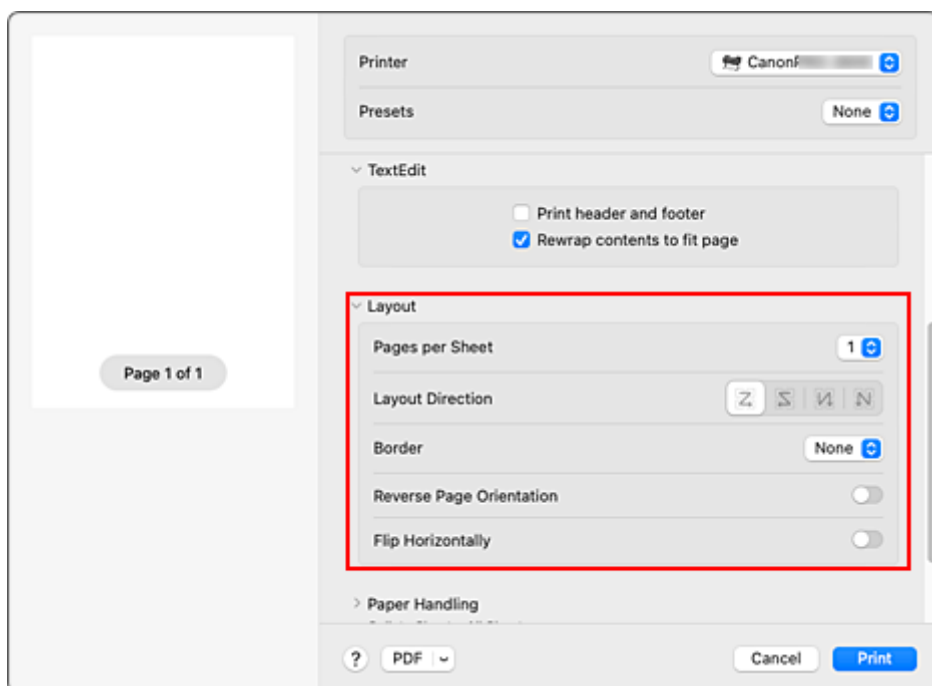 Printer
Canon
Presets
None
TextEdit
Print header and footer
Rewrap contents to fit page
Layout
Pages per Sheet
1
Layout Direction
Border
None
Reverse Page Orientation
Flip Horizontally
Paper Handling
Page 1 of 1
?
PDF
Cancel
Print